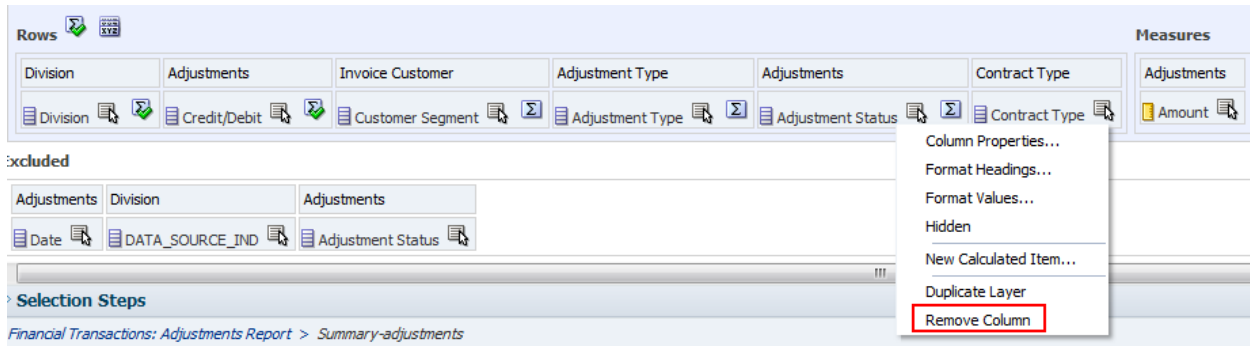 Rows
Measures
Division Adjustments Invoice Customer Adjustment Type Adjustments Contract Type Adjustments
Division Credit/Debit Customer Segment Adjustment Type Adjustment Status Contract Type Amount
Column Properties...
Format Headings...
Format Values...
Hidden
New Calculated Item...
Duplicate Layer
Remove Column
Excluded
Adjustments Division Adjustments
Date DATA_SOURCE_IND Adjustment Status
Selection Steps
Financial Transactions: Adjustments Report > Summary-adjustments